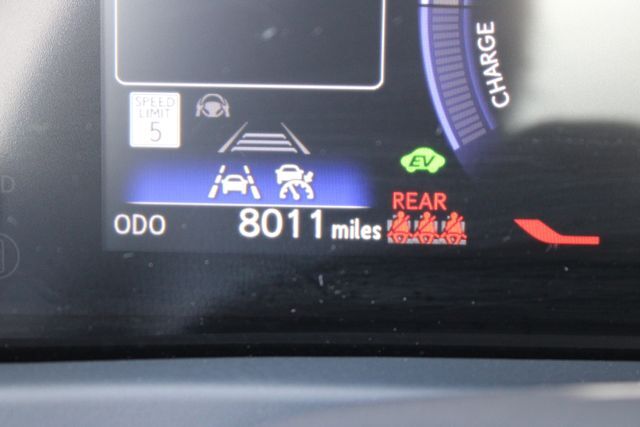 CHARGE
SPEED
LIMIT
5
EV
REAR
ODO 8011 miles